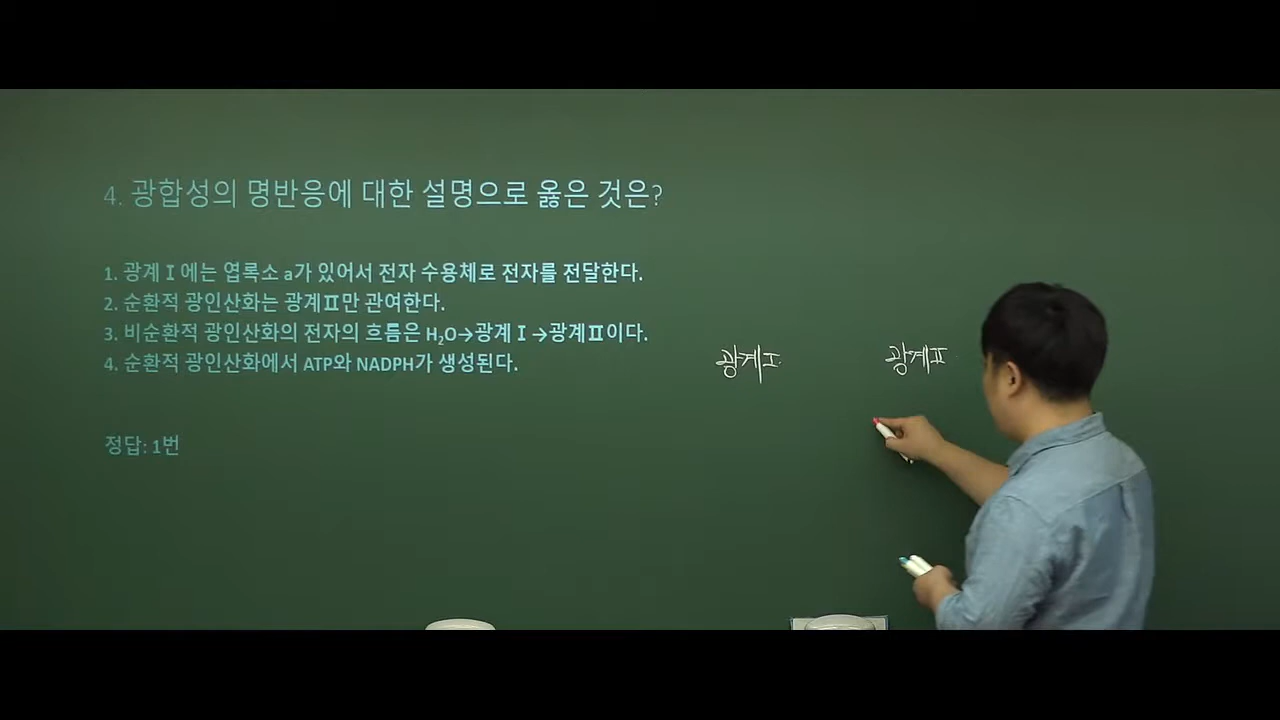 4. 광합성의 명반응에 대한 설명으로 옳은 것은?
1. 광계Ⅰ에는 엽록소 a가 있어서 전자 수용체로 전자를 전달한다.
2. 순환적 광인산화는 광계Ⅱ만 관여한다.
3. 비순환적 광인산화의 전자의 흐름은 H₂O→광계Ⅰ→광계Ⅱ이다.
4. 순환적 광인산화에서 ATP와 NADPH가 생성된다.
정답: 1번
광계Ⅰ 광계Ⅱ